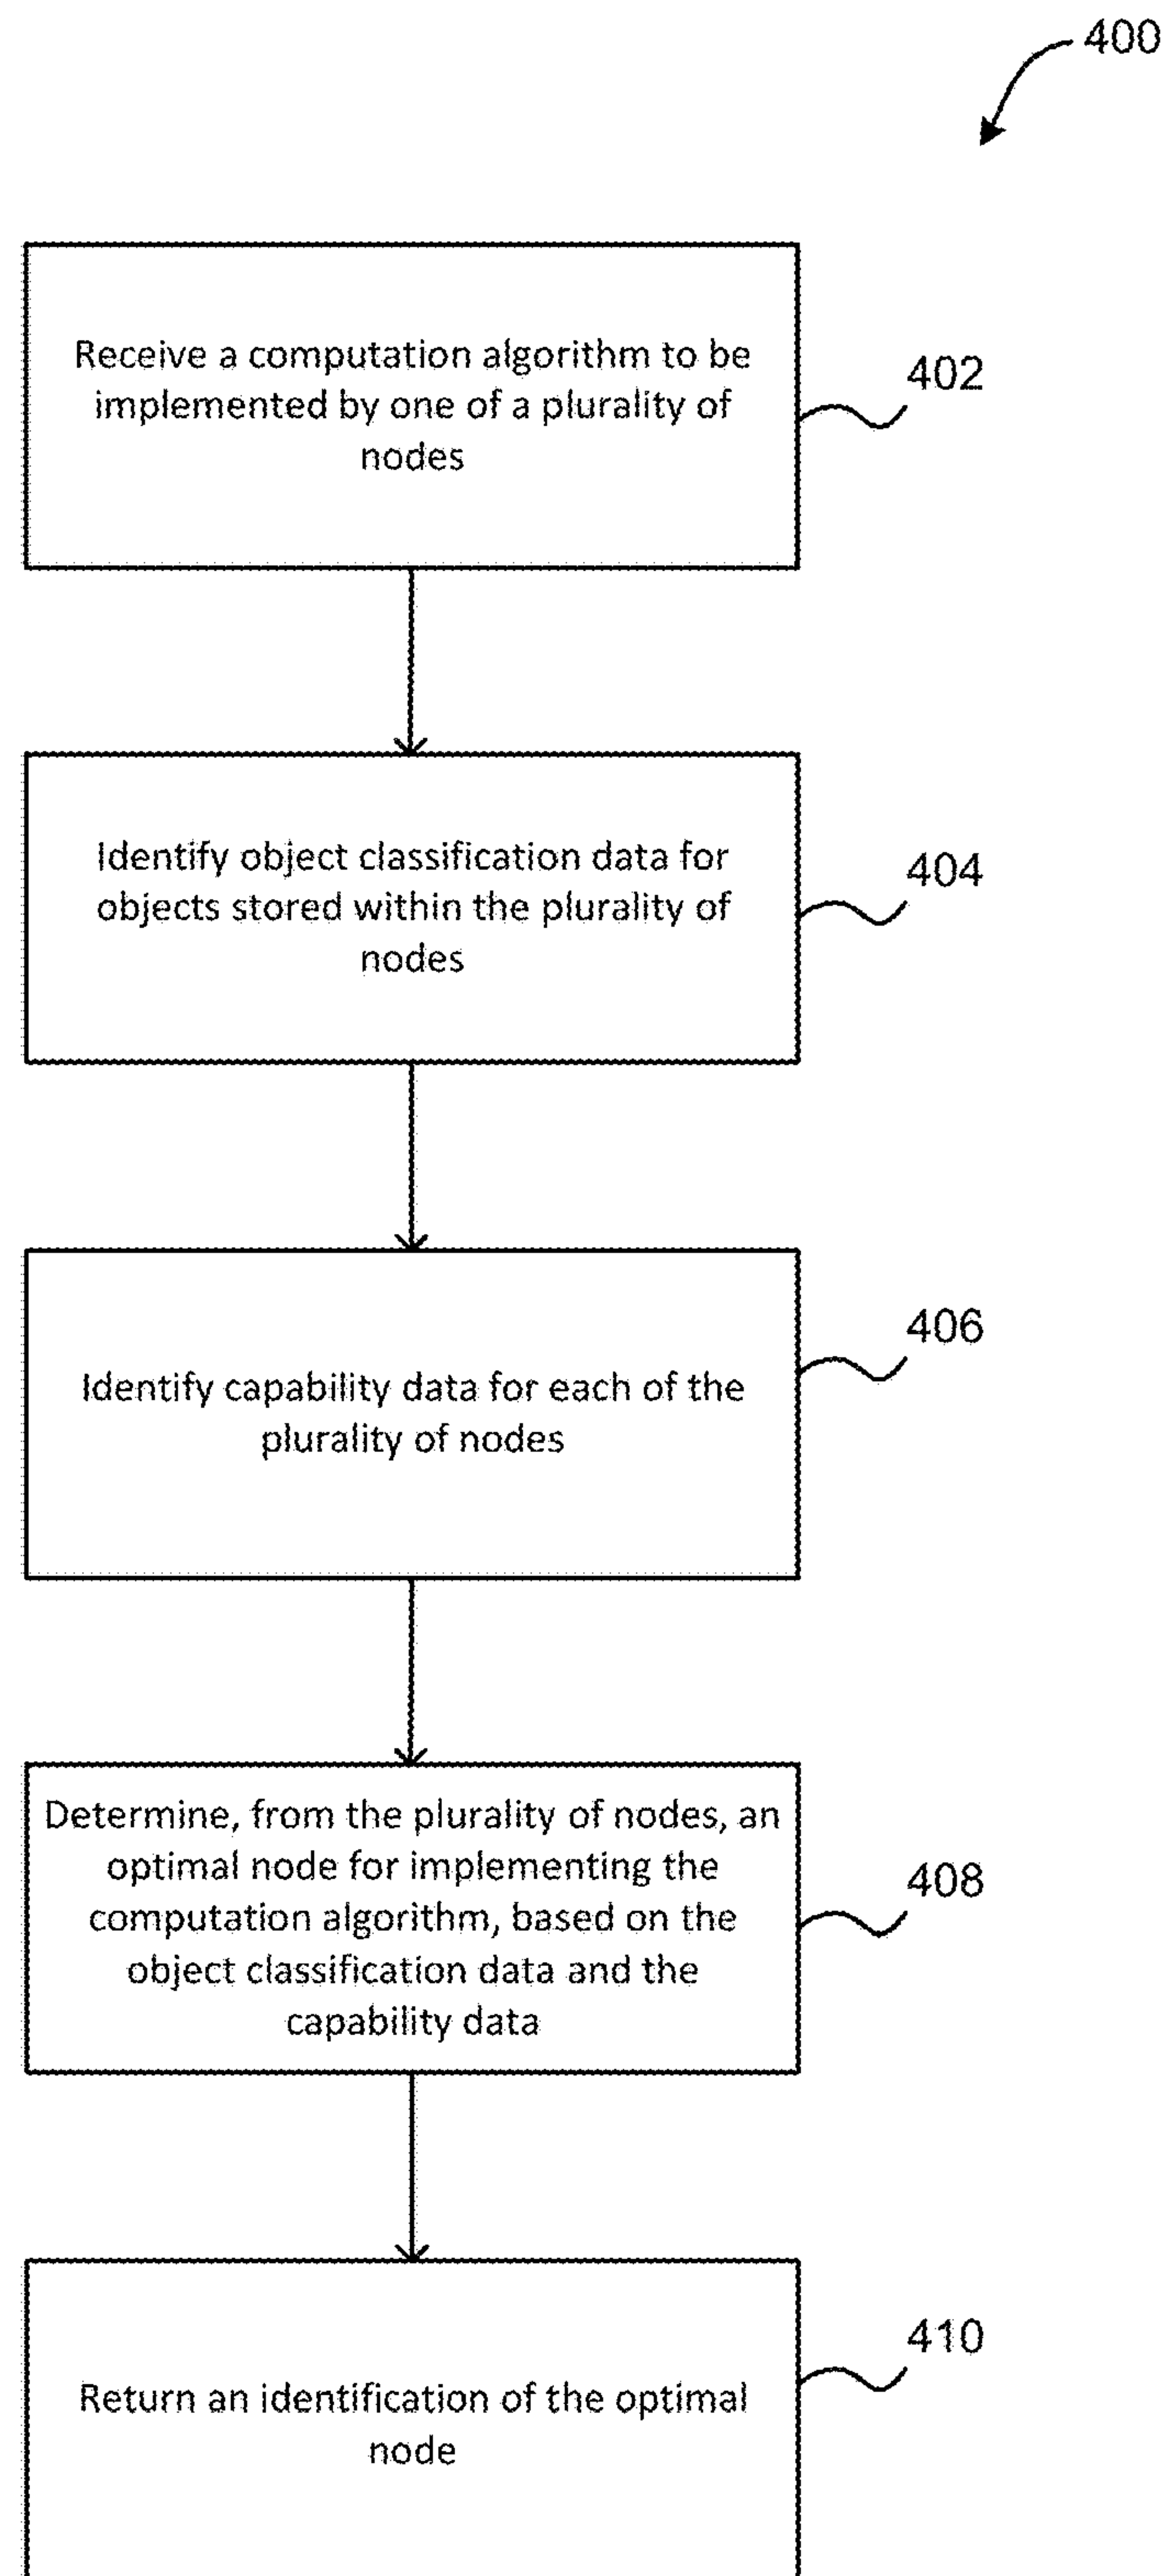 400
Receive a computation algorithm to be
implemented by one of a plurality of
nodes
402
Identify object classification data for
objects stored within the plurality of
nodes
404
Identify capability data for each of the
plurality of nodes
406
Determine, from the plurality of nodes, an
optimal node for implementing the
computation algorithm, based on the
object classification data and the
capability data
408
Return an identification of the optimal
node
410